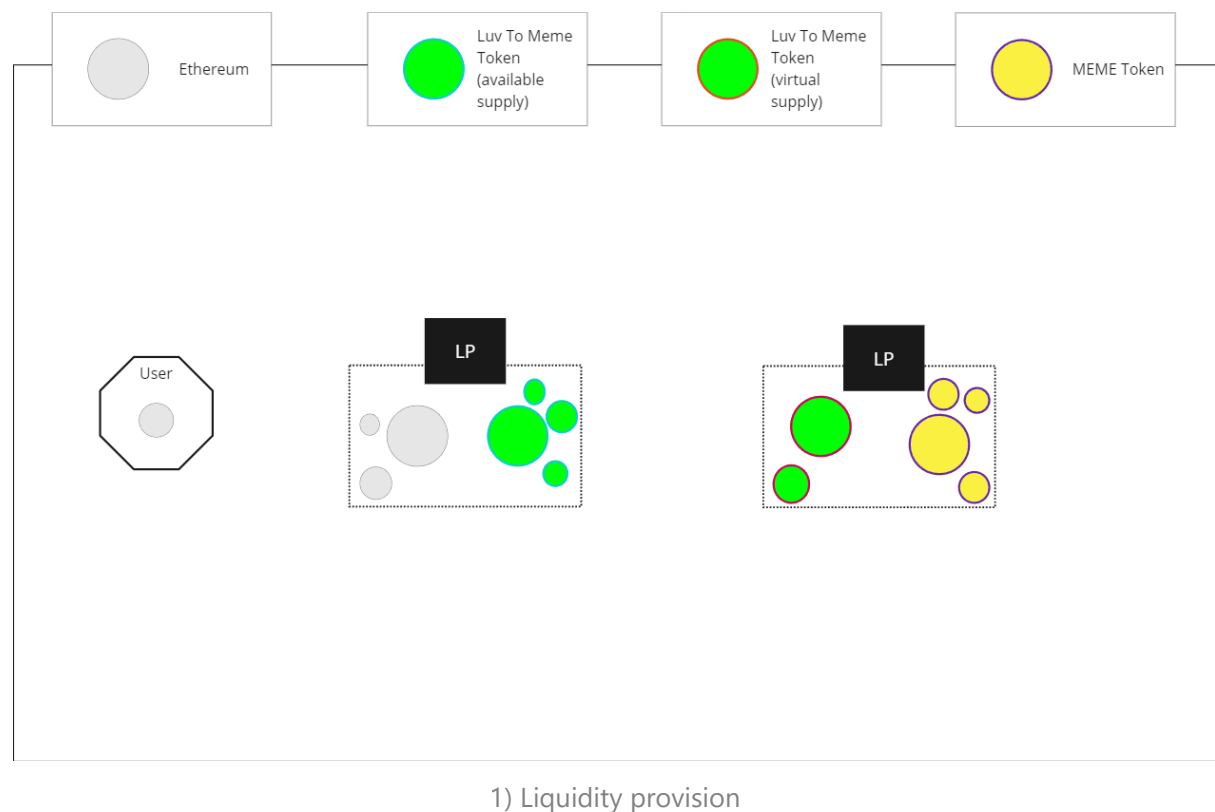 Ethereum
Luv To Meme
Token
(available
supply)
Luv To Meme
Token
(virtual
supply)
MEME Token
User
LP
LP
1) Liquidity provision